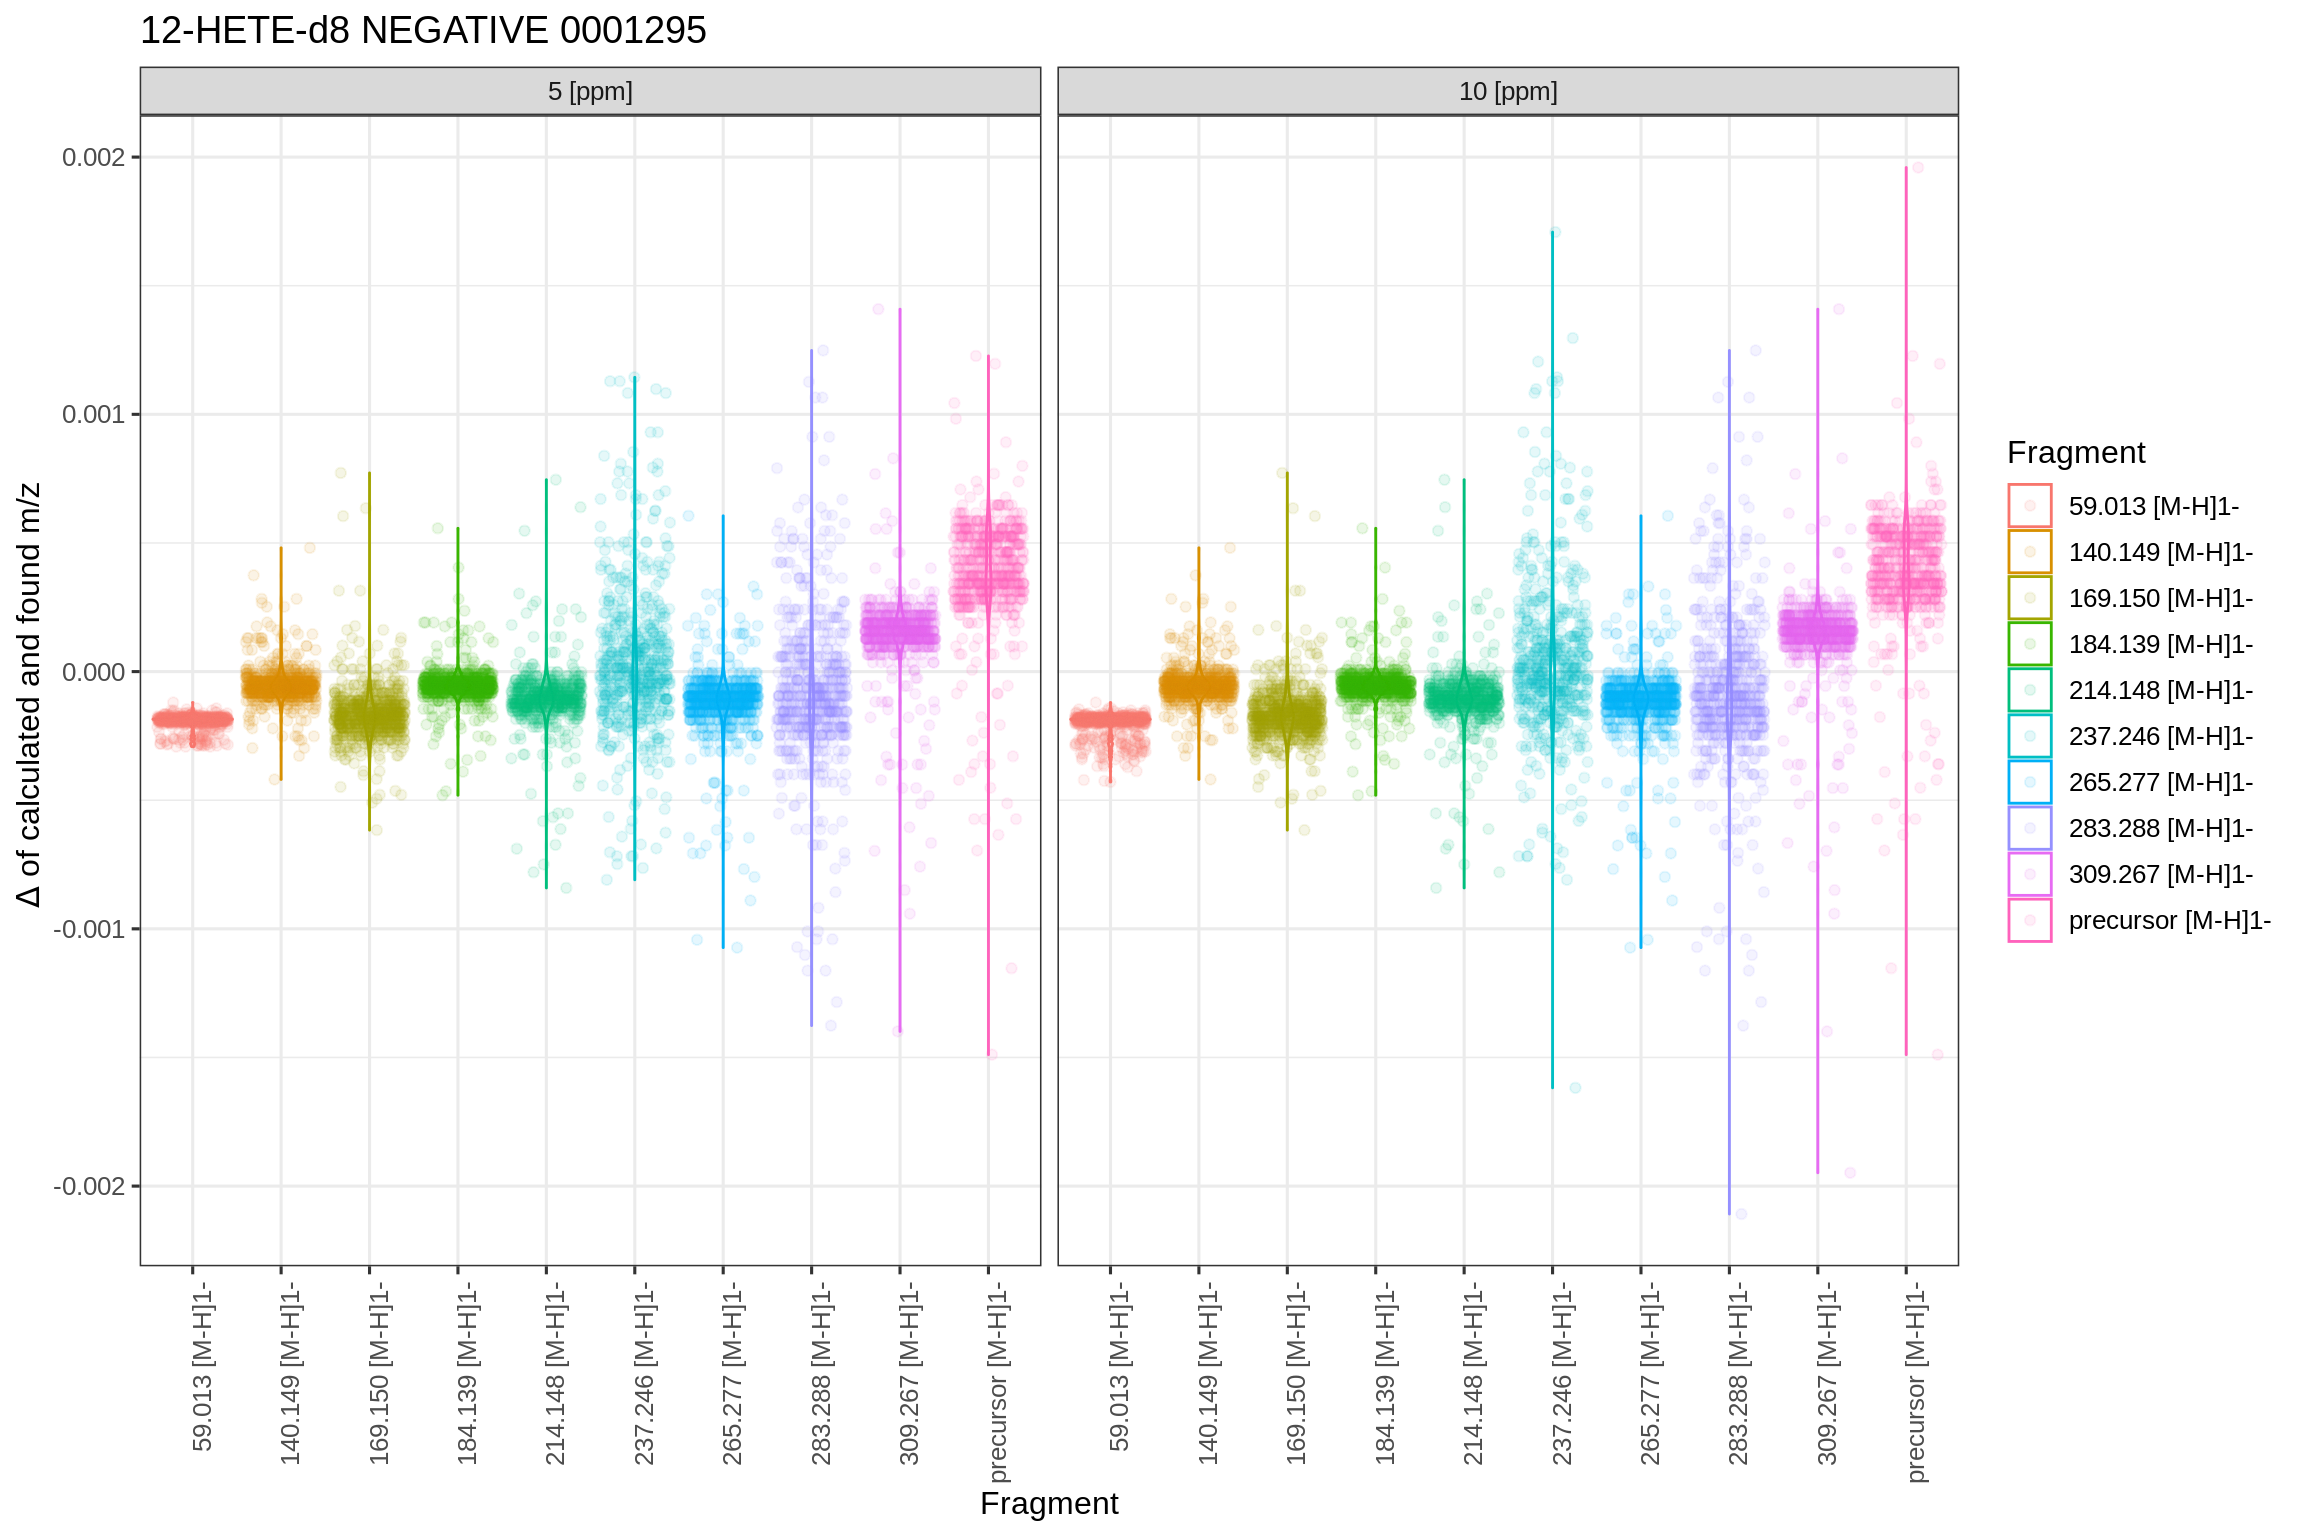 12-HETE-d8 NEGATIVE 0001295
5 [ppm]
10 [ppm]
Δ of calculated and found m/z
0.002
0.001
0.000
-0.001
-0.002
59.013 [M-H]1-
140.149 [M-H]1-
169.150 [M-H]1-
184.139 [M-H]1-
214.148 [M-H]1-
237.246 [M-H]1-
265.277 [M-H]1-
283.288 [M-H]1-
309.267 [M-H]1-
precursor [M-H]1-
59.013 [M-H]1-
140.149 [M-H]1-
169.150 [M-H]1-
184.139 [M-H]1-
214.148 [M-H]1-
237.246 [M-H]1-
265.277 [M-H]1-
283.288 [M-H]1-
309.267 [M-H]1-
precursor [M-H]1-
Fragment
Fragment
59.013 [M-H]1-
140.149 [M-H]1-
169.150 [M-H]1-
184.139 [M-H]1-
214.148 [M-H]1-
237.246 [M-H]1-
265.277 [M-H]1-
283.288 [M-H]1-
309.267 [M-H]1-
precursor [M-H]1-